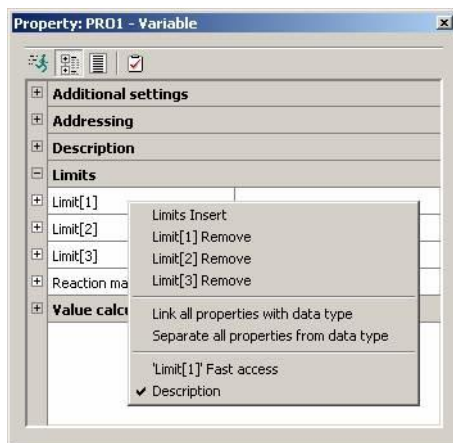 Property: PRO1 - Variable
Additional settings
Addressing
Description
Limits
Limit[1]
Limit[2]
Limit[3]
Reaction ma
Value calcu
Limits Insert
Limit[1] Remove
Limit[2] Remove
Limit[3] Remove
Link all properties with data type
Separate all properties from data type
'Limit[1]' Fast access
Description